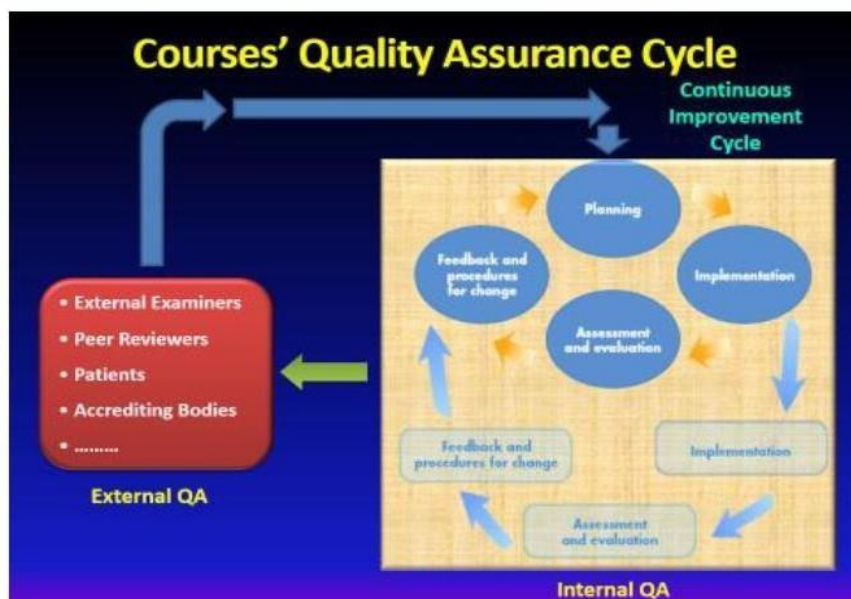 Courses’ Quality Assurance Cycle
Continuous
Improvement
Cycle
Planning
Feedback and
procedures
for change
Implementation
Assessment
and evaluation
• External Examiners
• Peer Reviewers
• Patients
• Accrediting Bodies
• .........
External QA
Feedback and
procedures for change
Implementation
Assessment
and evaluation
Internal QA